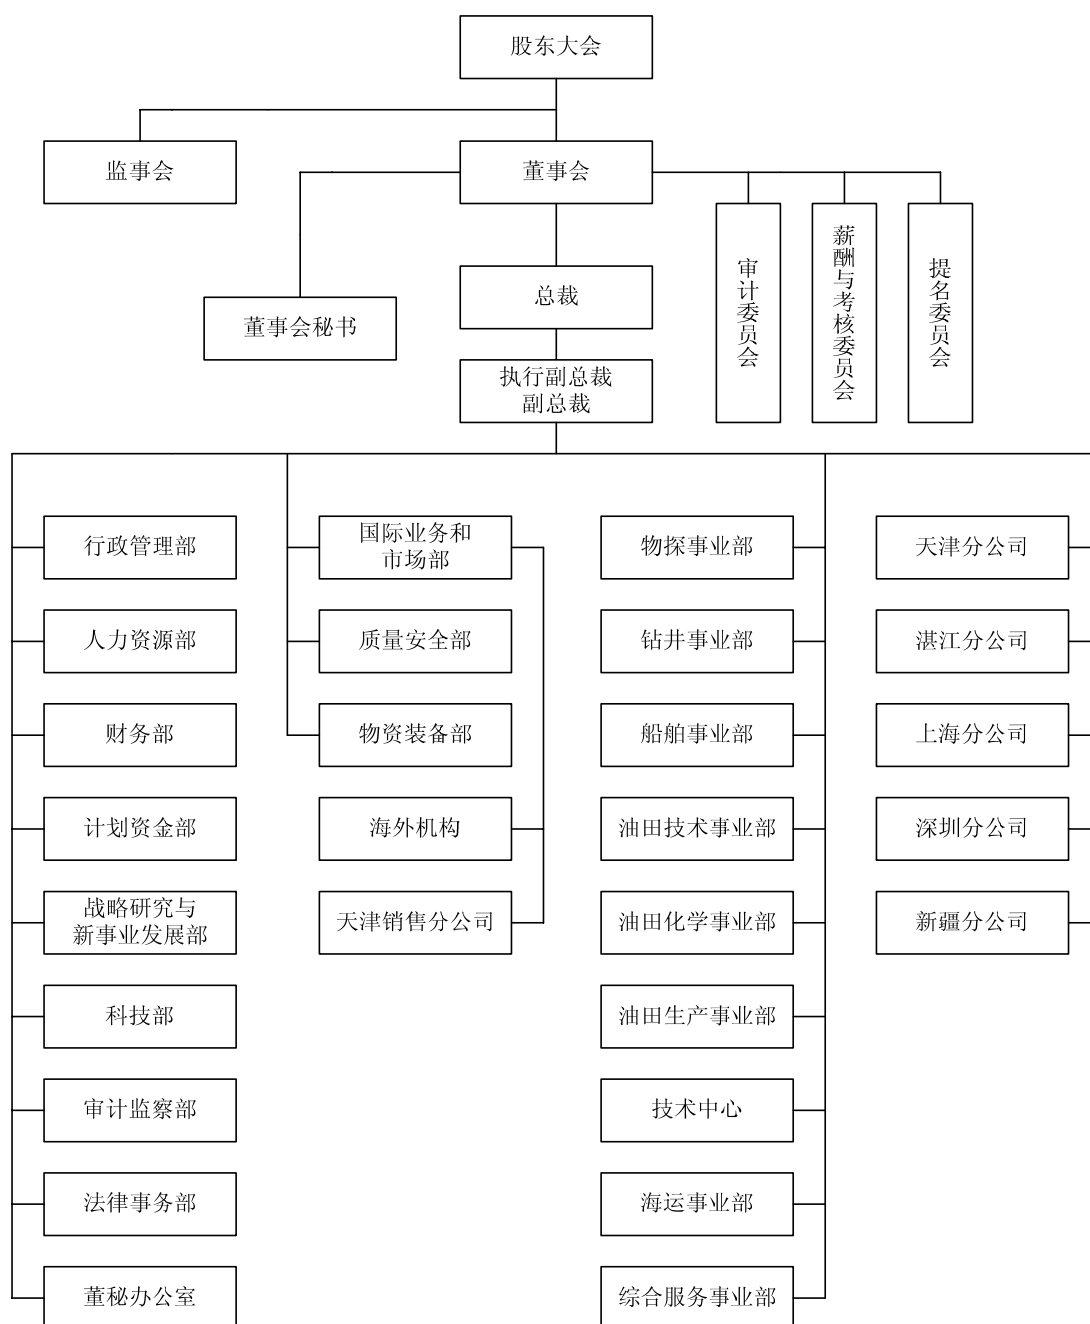 股东大会
监事会
董事会
董事会秘书
总裁
执行副总裁
副总裁
审计委员会
薪酬与考核委员会
提名委员会
行政管理部
人力资源部
财务部
计划资金部
战略研究与
新事业发展部
科技部
审计监察部
法律事务部
董秘办公室
国际业务和
市场部
质量安全部
物资装备部
海外机构
天津销售分公司
物探事业部
钻井事业部
船舶事业部
油田技术事业部
油田化学事业部
油田生产事业部
技术中心
海运事业部
综合服务事业部
天津分公司
湛江分公司
上海分公司
深圳分公司
新疆分公司